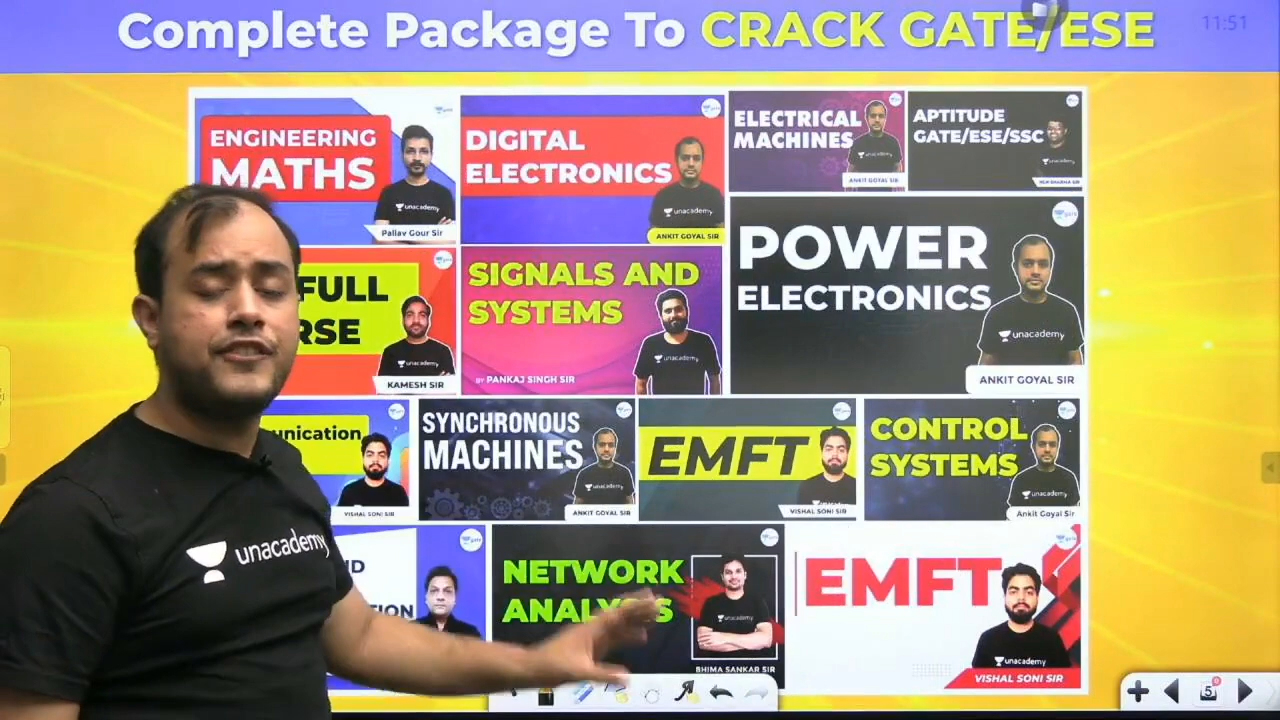 Complete Package To CRACK GATE/ESE
11:51
ENGINEERING
MATHS
unacademy
Pallav Gour Sir
DIGITAL
ELECTRONICS
unacademy
ANKIT GOYAL SIR
ELECTRICAL
MACHINES
unacademy
ANKIT GOYAL SIR
APTITUDE
GATE/ESE/SSC
unacademy
FULL
RSE
unacademy
KAMESH SIR
SIGNALS AND
SYSTEMS
unacademy
BY PANKAJ SINGH SIR
POWER
ELECTRONICS
unacademy
ANKIT GOYAL SIR
unication
unacademy
VISHAL SONI SIR
SYNCHRONOUS
MACHINES
unacademy
ANKIT GOYAL SIR
EMFT
unacademy
VISHAL SONI SIR
CONTROL
SYSTEMS
unacademy
Ankit Goyal Sir
unacademy
ND
ION
NETWORK
ANALYSIS
unacademy
BHIMA SANKAR SIR
EMFT
unacademy
VISHAL SONI SIR
5